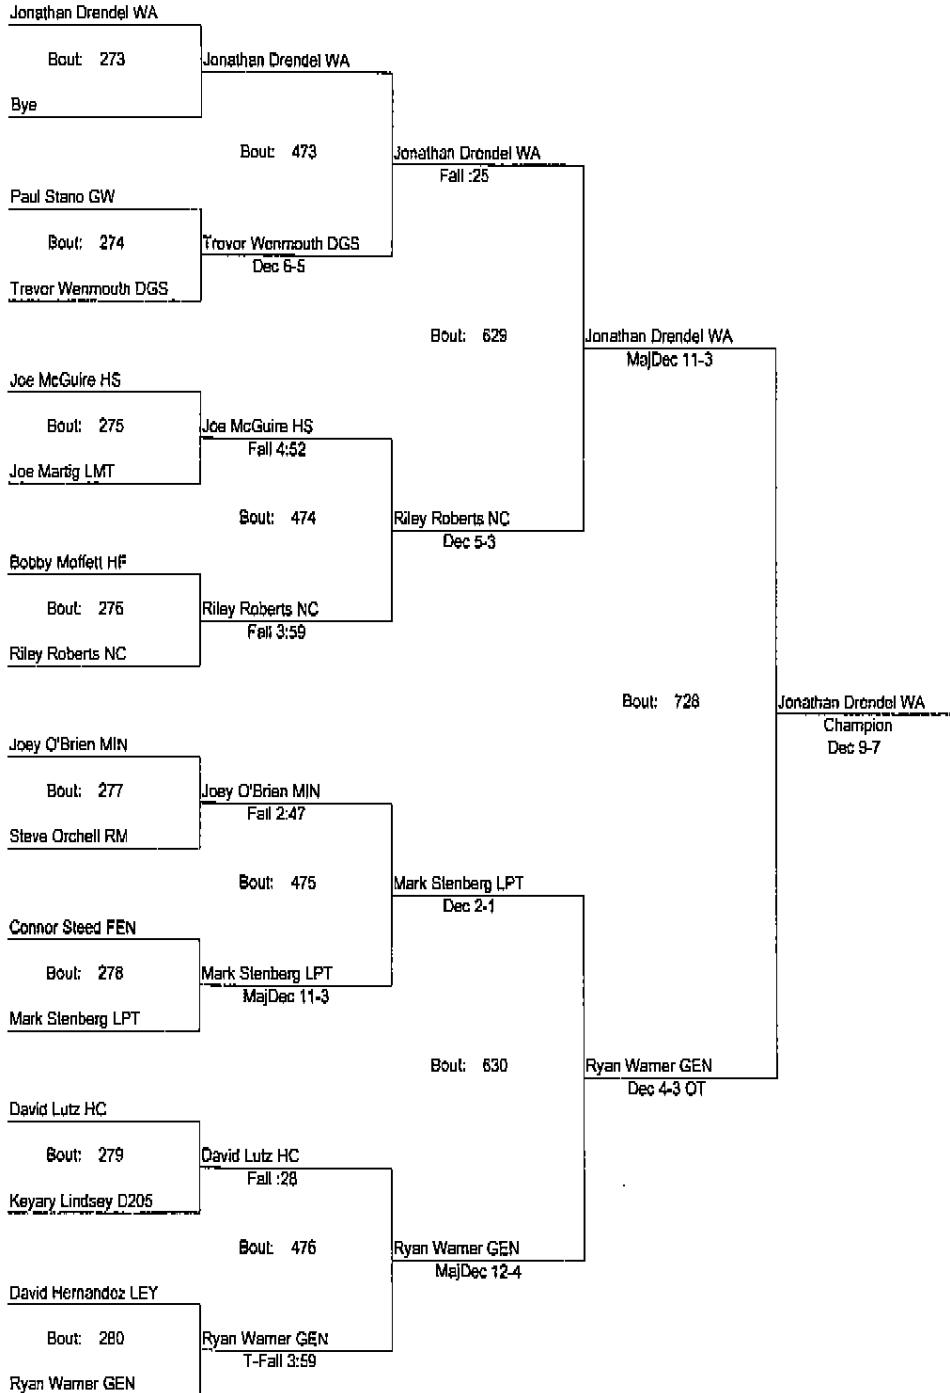 Jonathan Drendel WA
Bout: 273
Jonathan Drendel WA
Bye
Bout: 473
Jonathan Drendel WA
Fall :25
Paul Stano GW
Bout: 274
Trevor Wenmouth DGS
Dec 6-5
Trevor Wenmouth DGS
Bout: 629
Jonathan Drendel WA
MajDec 11-3
Joe McGuire HS
Bout: 275
Joe McGuire HS
Fall 4:52
Joe Martig LMT
Bout: 474
Riley Roberts NC
Dec 5-3
Bobby Moffett HF
Bout: 276
Riley Roberts NC
Fall 3:59
Riley Roberts NC
Bout: 728
Jonathan Drendel WA
Champion
Dec 9-7
Joey O'Brien MIN
Bout: 277
Joey O'Brien MIN
Fall 2:47
Steve Orchell RM
Bout: 475
Mark Stenberg LPT
Dec 2-1
Connor Steed FEN
Bout: 278
Mark Stenberg LPT
MajDec 11-3
Mark Stenberg LPT
Bout: 630
Ryan Warner GEN
Dec 4-3 OT
David Lutz HC
Bout: 279
David Lutz HC
Fall :28
Keyary Lindsey D205
Bout: 476
Ryan Warner GEN
MajDec 12-4
David Hernandez LEY
Bout: 280
Ryan Warner GEN
T-Fall 3:59
Ryan Warner GEN